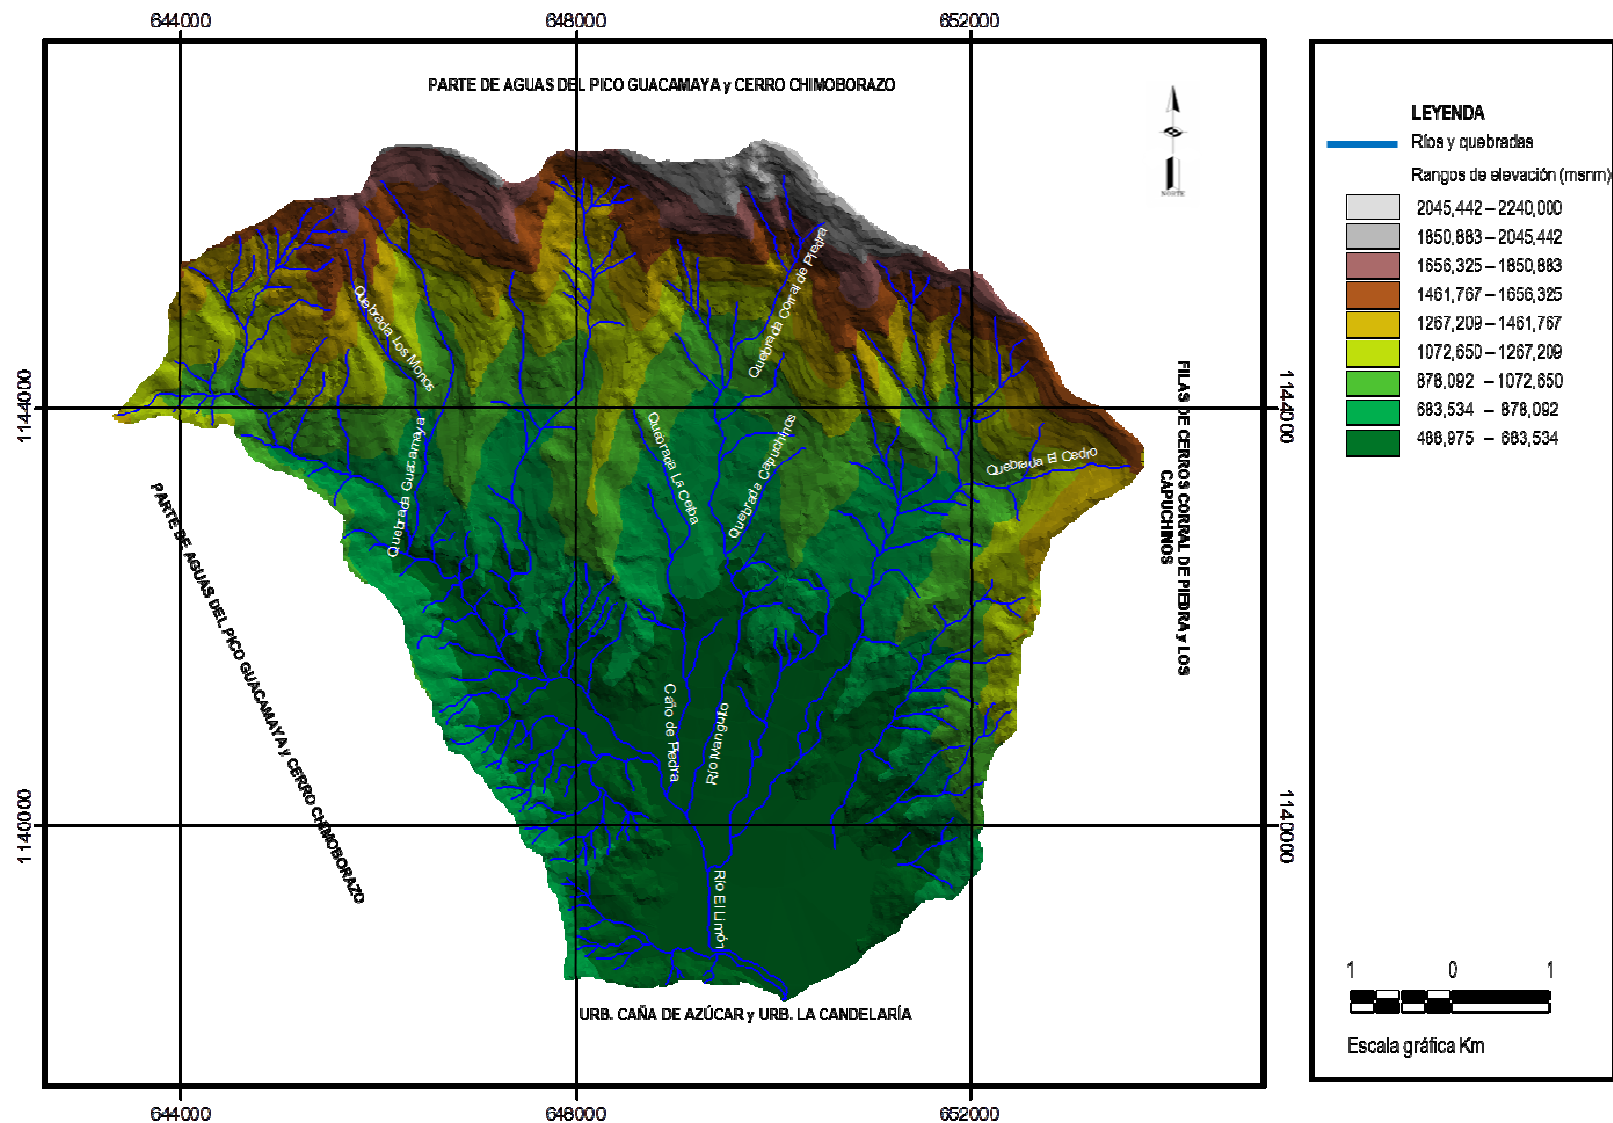 644000
648000
652000
PARTE DE AGUAS DEL PICO GUACAMAYA y CERRO CHIMOBORAZO
NORTE
1144000
1144000
Quebrada Los Monos
Quebrada Corral de Piedra
Quebrada Guacamaya
Quebrada La Ceiba
Quebrada Capuchinos
Quebrada El Cedro
FILAS DE CERROS CORRAL DE PIEDRA y LOS
CAPUCHINOS
PARTE DE AGUAS DEL PICO GUACAMAYA y CERRO CHIMOBORAZO
Caño de Piedra
Río Manguito
1140000
1140000
Río El Limón
URB. CAÑA DE AZÚCAR y URB. LA CANDELARÍA
644000
648000
652000
LEYENDA
Ríos y quebradas
Rangos de elevación (msnm)
2045,442 – 2240,000
1850,883 – 2045,442
1656,325 – 1850,883
1461,767 – 1656,325
1267,209 – 1461,767
1072,650 – 1267,209
878,092 – 1072,650
683,534 – 878,092
488,975 – 683,534
1 0 1
Escala gráfica Km